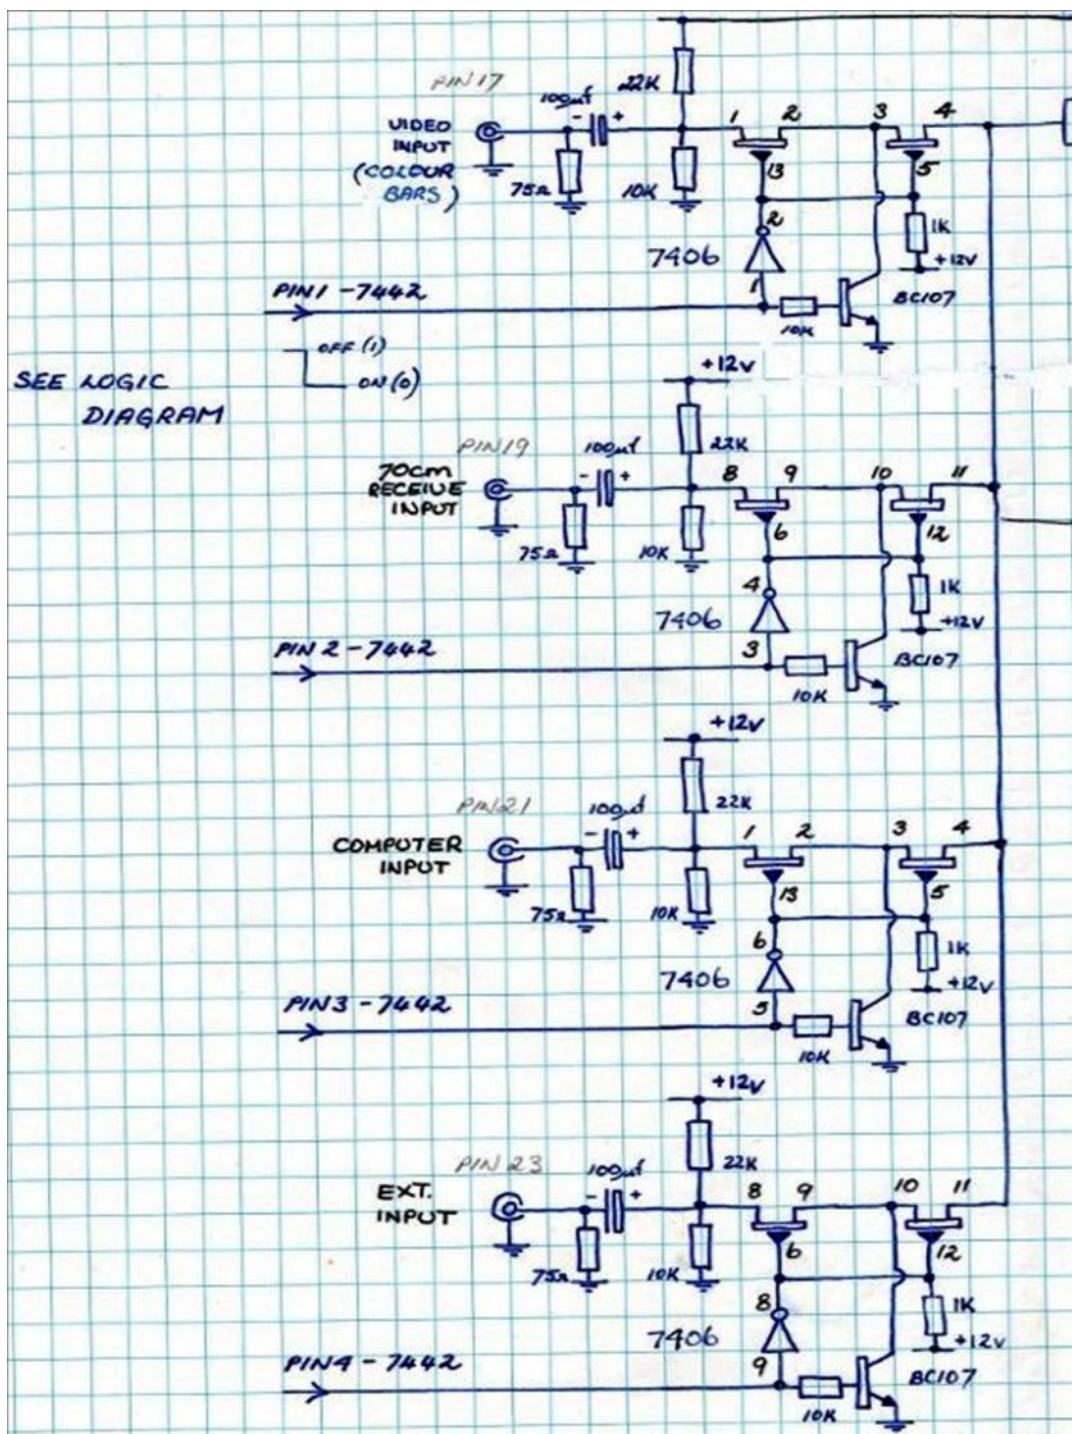 PIN 17
22K
100µf
- +
1 2 3 4
VIDEO
INPUT
(COLOUR
BARS)
75Ω
10K
13
5
2
1K
7406
+12V
1
BC107
PIN1 - 7442
10K
OFF (1)
ON (0)
SEE LOGIC
DIAGRAM
+12V
PIN 19
100µf
22K
- +
8 9 10 11
70cm
RECEIVE
INPUT
75Ω
10K
6
12
4
1K
7406
+12V
3
BC107
PIN 2 - 7442
10K
+12V
PIN 21
100µf
22K
- +
1 2 3 4
COMPUTER
INPUT
75Ω
10K
13
5
6
1K
7406
+12V
5
BC107
PIN3 - 7442
10K
+12V
PIN 23
100µf
22K
- +
8 9 10 11
EXT.
INPUT
75Ω
10K
6
12
8
1K
7406
+12V
9
BC107
PIN4 - 7442
10K